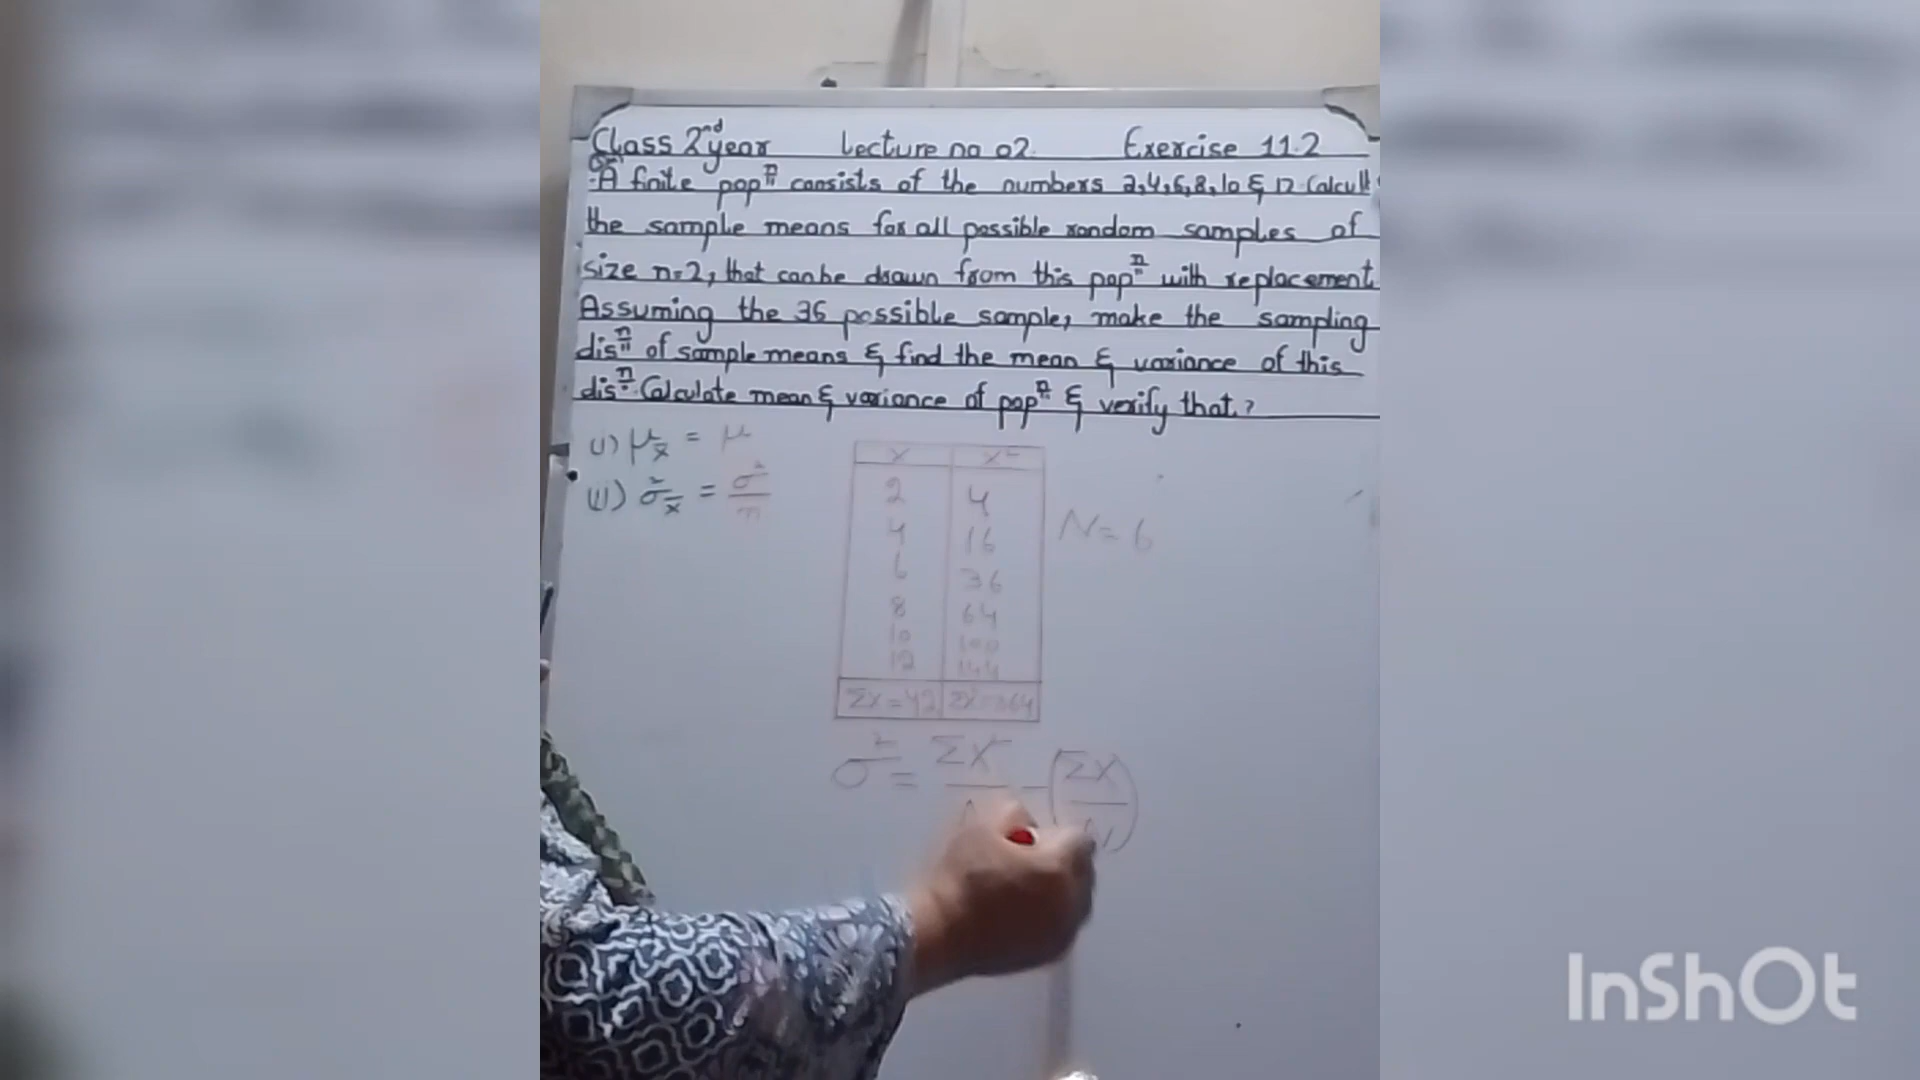 Class 2nd year Lecture no 02. Exercise 11.2
A finite popⁿ consists of the numbers 2,4,6,8,10 & 12. Calcult
the sample means for all possible random samples of
size n=2, that can be drawn from this popⁿ with replacement
Assuming the 36 possible sample, make the sampling
disⁿ of sample means & find the mean & variance of this
disⁿ. Calculate mean & variance of popⁿ & verify that?
(i) μx̄ = μ
(ii) σ²x̄ = σ²/n
X X²
2 4
4 16
6 36
8 64
10 100
12 144
ΣX = 42 ΣX² = 364
N = 6
σ² = ΣX² - (ΣX/N)
InShOt